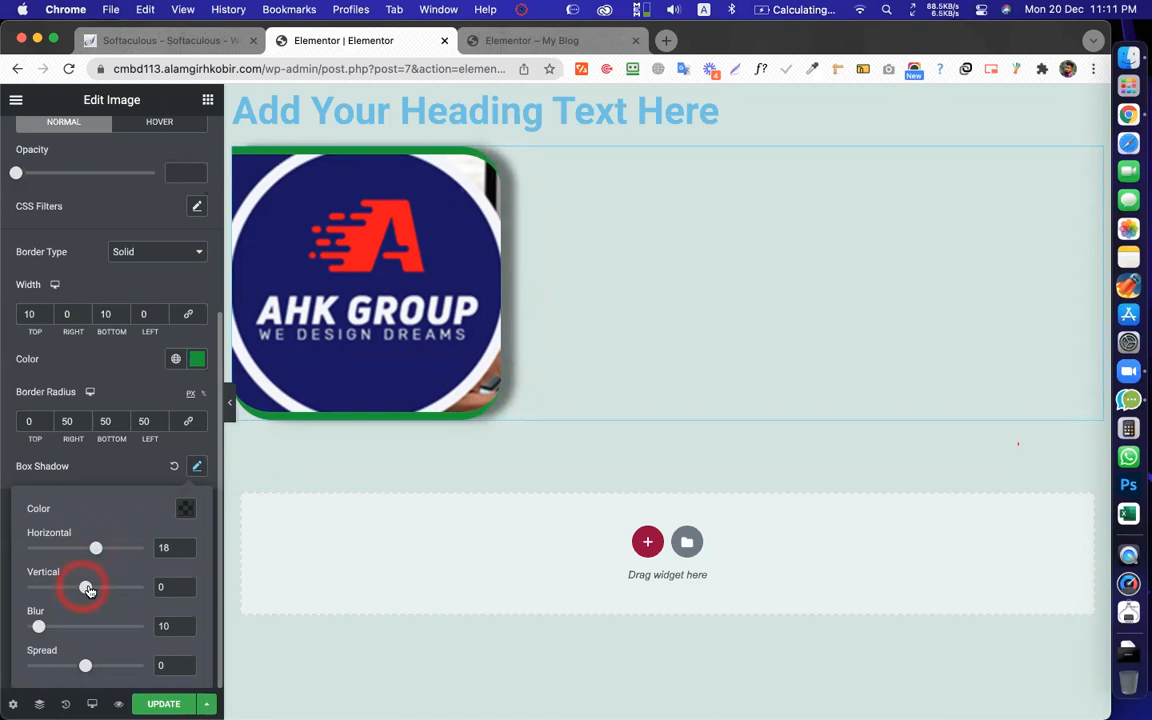 Chrome File Edit View History Bookmarks Profiles Tab Window Help A Calculating... 88.5KB/s 6.5KB/s Mon 20 Dec 11:11 PM
Softaculous - Softaculous - W
Elementor | Elementor
Elementor – My Blog
cmbd113.alamgirhkobir.com/wp-admin/post.php?post=7&action=elemen...
f?
4
New
Edit Image
NORMAL HOVER
Opacity
CSS Filters
Border Type Solid
Width
10 0 10 0
TOP RIGHT BOTTOM LEFT
Color
Border Radius PX %
0 50 50 50
TOP RIGHT BOTTOM LEFT
Box Shadow
Color
Horizontal
18
Vertical
0
Blur
10
Spread
0
UPDATE
Add Your Heading Text Here
A
AHK GROUP
WE DESIGN DREAMS
Drag widget here
Ps